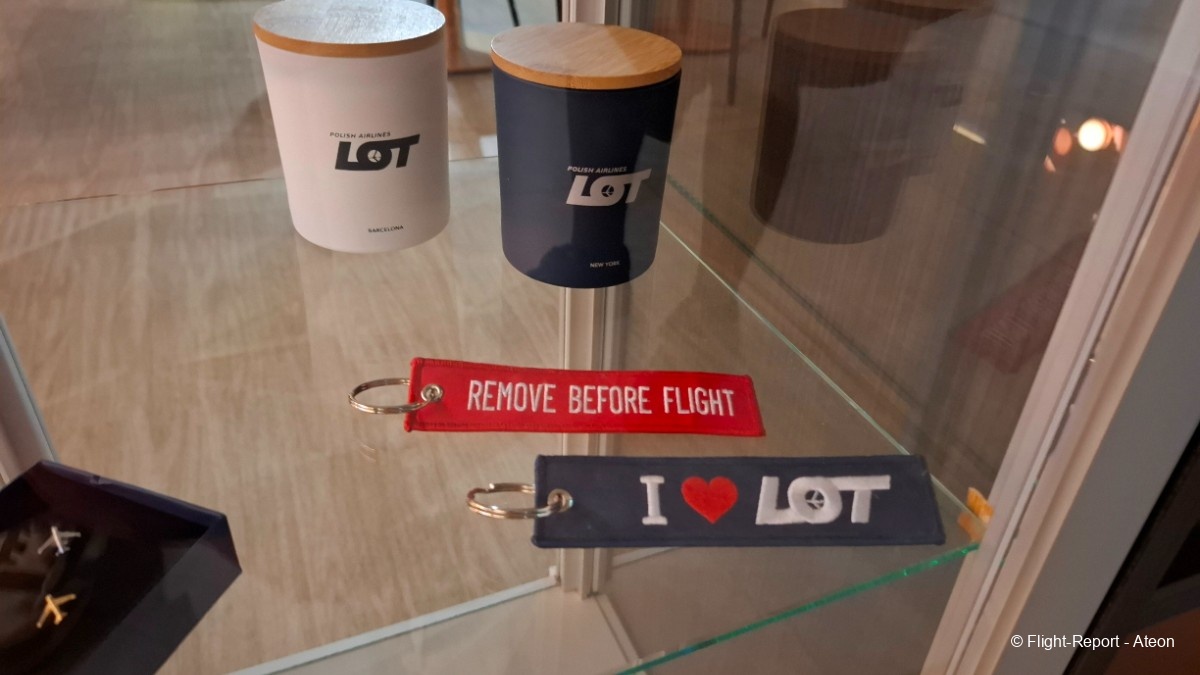 POLISH AIRLINES
LOT
BARCELONA
POLISH AIRLINES
LOT
NEW YORK
REMOVE BEFORE FLIGHT
I ❤ LOT
© Flight-Report - Ateon